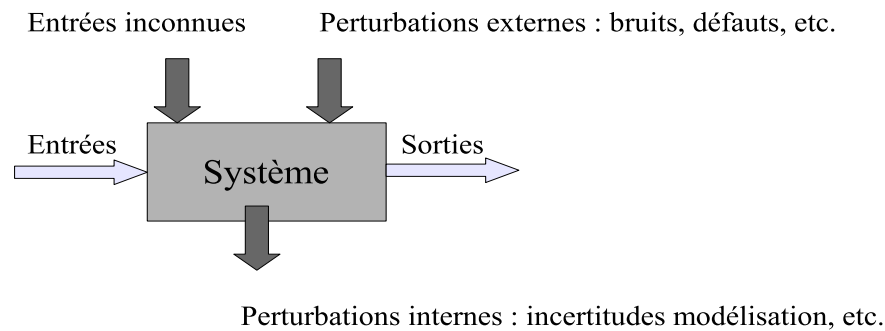 Entrées inconnues
Perturbations externes : bruits, défauts, etc.
Entrées
Système
Sorties
Perturbations internes : incertitudes modélisation, etc.